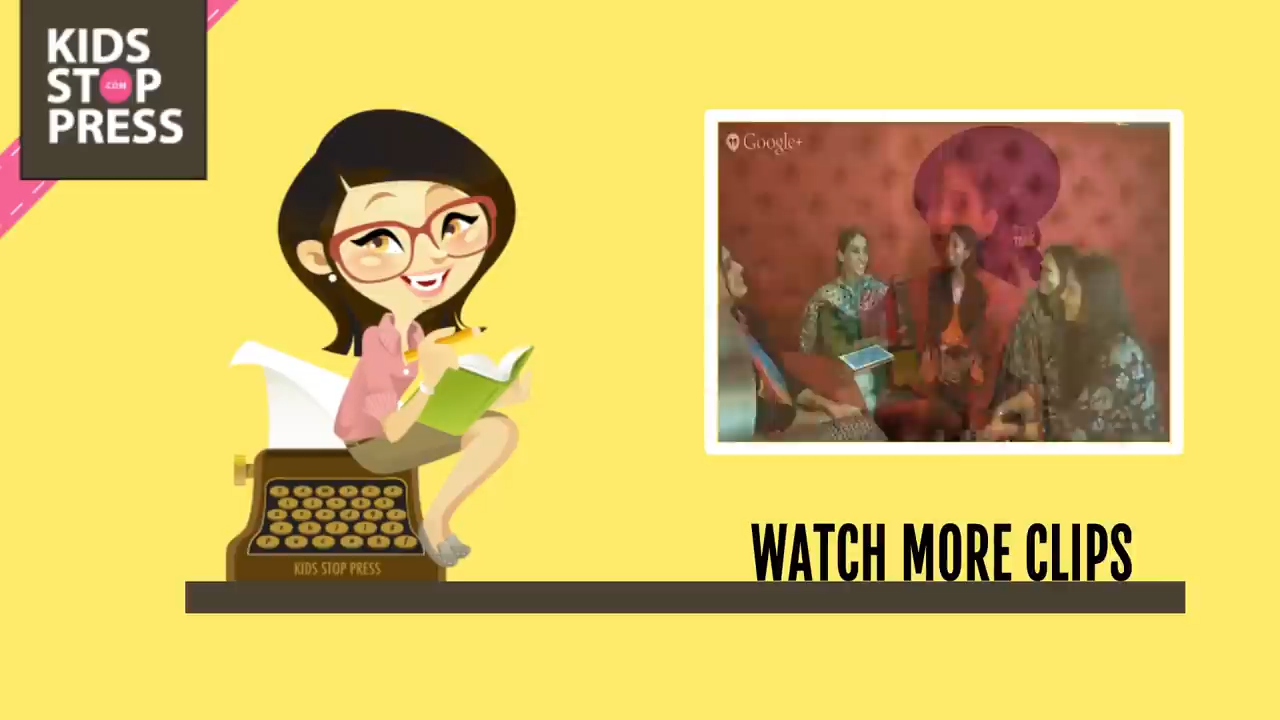 KIDS
STOP
.COM
PRESS
Google+
KIDS STOP PRESS
WATCH MORE CLIPS